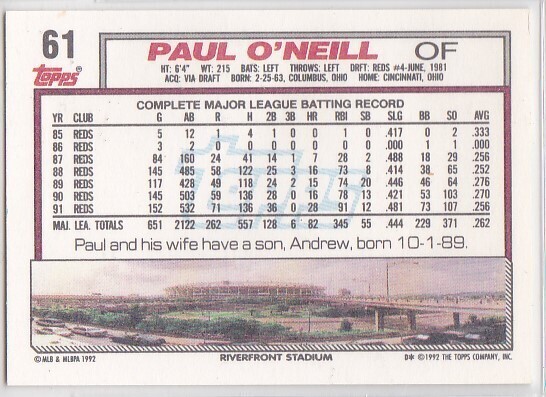 61
Topps
PAUL O'NEILL OF
HT: 6'4" WT: 215 BATS: LEFT THROWS: LEFT DRFT: REDS #4-JUNE, 1981
ACQ: VIA DRAFT BORN: 2-25-63, COLUMBUS, OHIO HOME: CINCINNATI, OHIO
COMPLETE MAJOR LEAGUE BATTING RECORD
YR CLUB G AB R H 2B 3B HR RBI SB SLG BB SO AVG
85 REDS 5 12 1 4 1 0 0 1 0 .417 0 2 .333
86 REDS 3 2 0 0 0 0 0 0 0 .000 1 1 .000
87 REDS 84 160 24 41 14 1 7 28 2 .488 18 29 .256
88 REDS 145 485 58 122 25 3 16 73 8 .414 38 65 .252
89 REDS 117 428 49 118 24 2 15 74 20 .446 46 64 .276
90 REDS 145 503 59 136 28 2 16 78 13 .421 53 103 .270
91 REDS 152 532 71 136 36 0 28 91 12 .481 73 107 .256
MAJ. LEA. TOTALS 651 2122 262 557 128 6 82 345 55 .444 229 371 .262
Paul and his wife have a son, Andrew, born 10-1-89.
© MLB & MLBPA 1992 RIVERFRONT STADIUM D* © 1992 THE TOPPS COMPANY, INC.